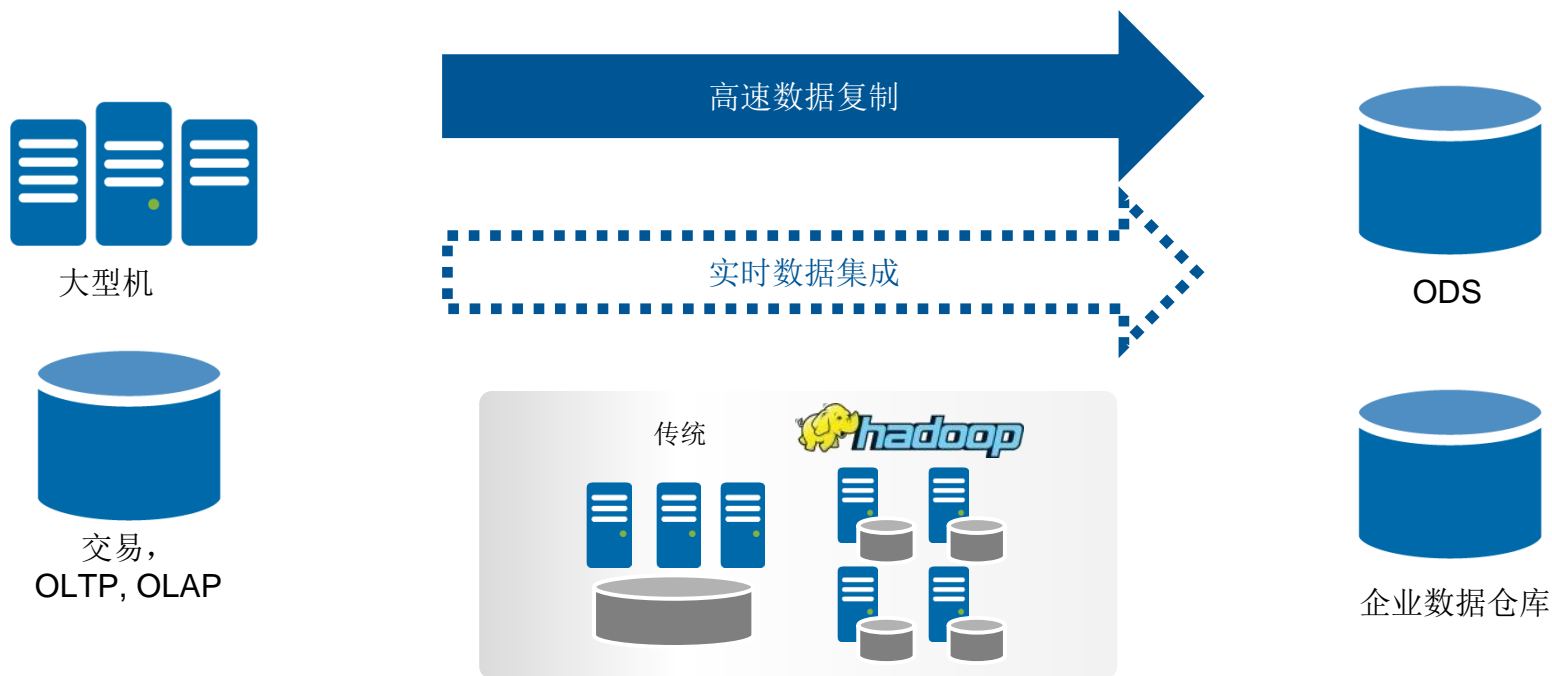 高速数据复制
大型机
实时数据集成
ODS
传统
hadoop
交易，
OLTP, OLAP
企业数据仓库